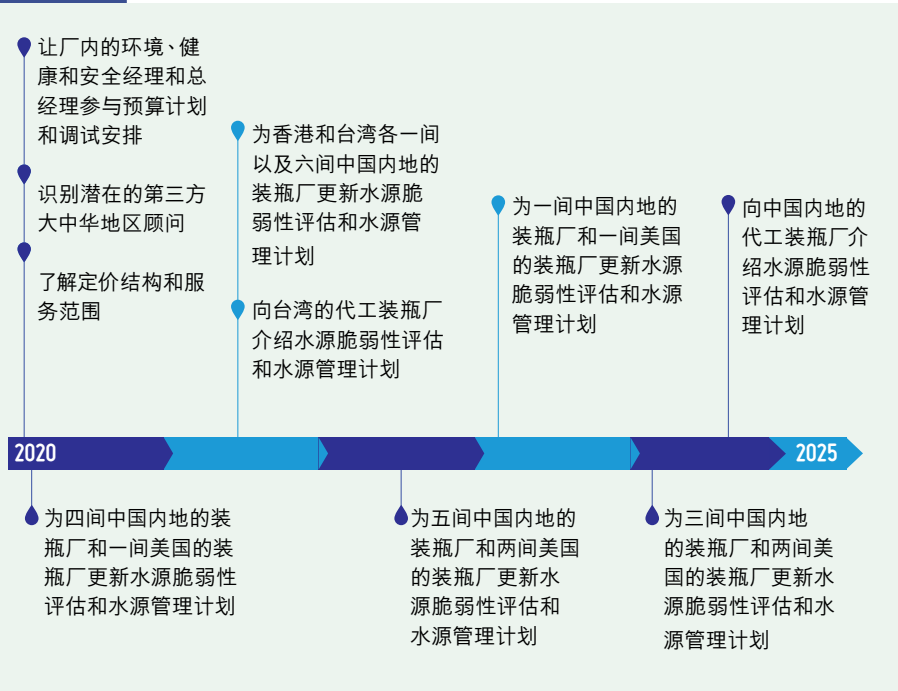 让厂内的环境、健
康和安全经理和总
经理参与预算计划
和调试安排
识别潜在的第三方
大中华地区顾问
了解定价结构和服
务范围
为香港和台湾各一间
以及六间中国内地的
装瓶厂更新水源脆
弱性评估和水源管
理计划
向台湾的代工装瓶厂
介绍水源脆弱性评估
和水源管理计划
为一间中国内地的
装瓶厂和一间美国
的装瓶厂更新水源
脆弱性评估和水源
管理计划
向中国内地的
代工装瓶厂介
绍水源脆弱性
评估和水源管
理计划
2020
2025
为四间中国内地的装
瓶厂和一间美国的装
瓶厂更新水源脆弱性
评估和水源管理计划
为五间中国内地的
装瓶厂和两间美国
的装瓶厂更新水
源脆弱性评估和
水源管理计划
为三间中国内地
的装瓶厂和两间美
国的装瓶厂更新水
源脆弱性评估和水
源管理计划